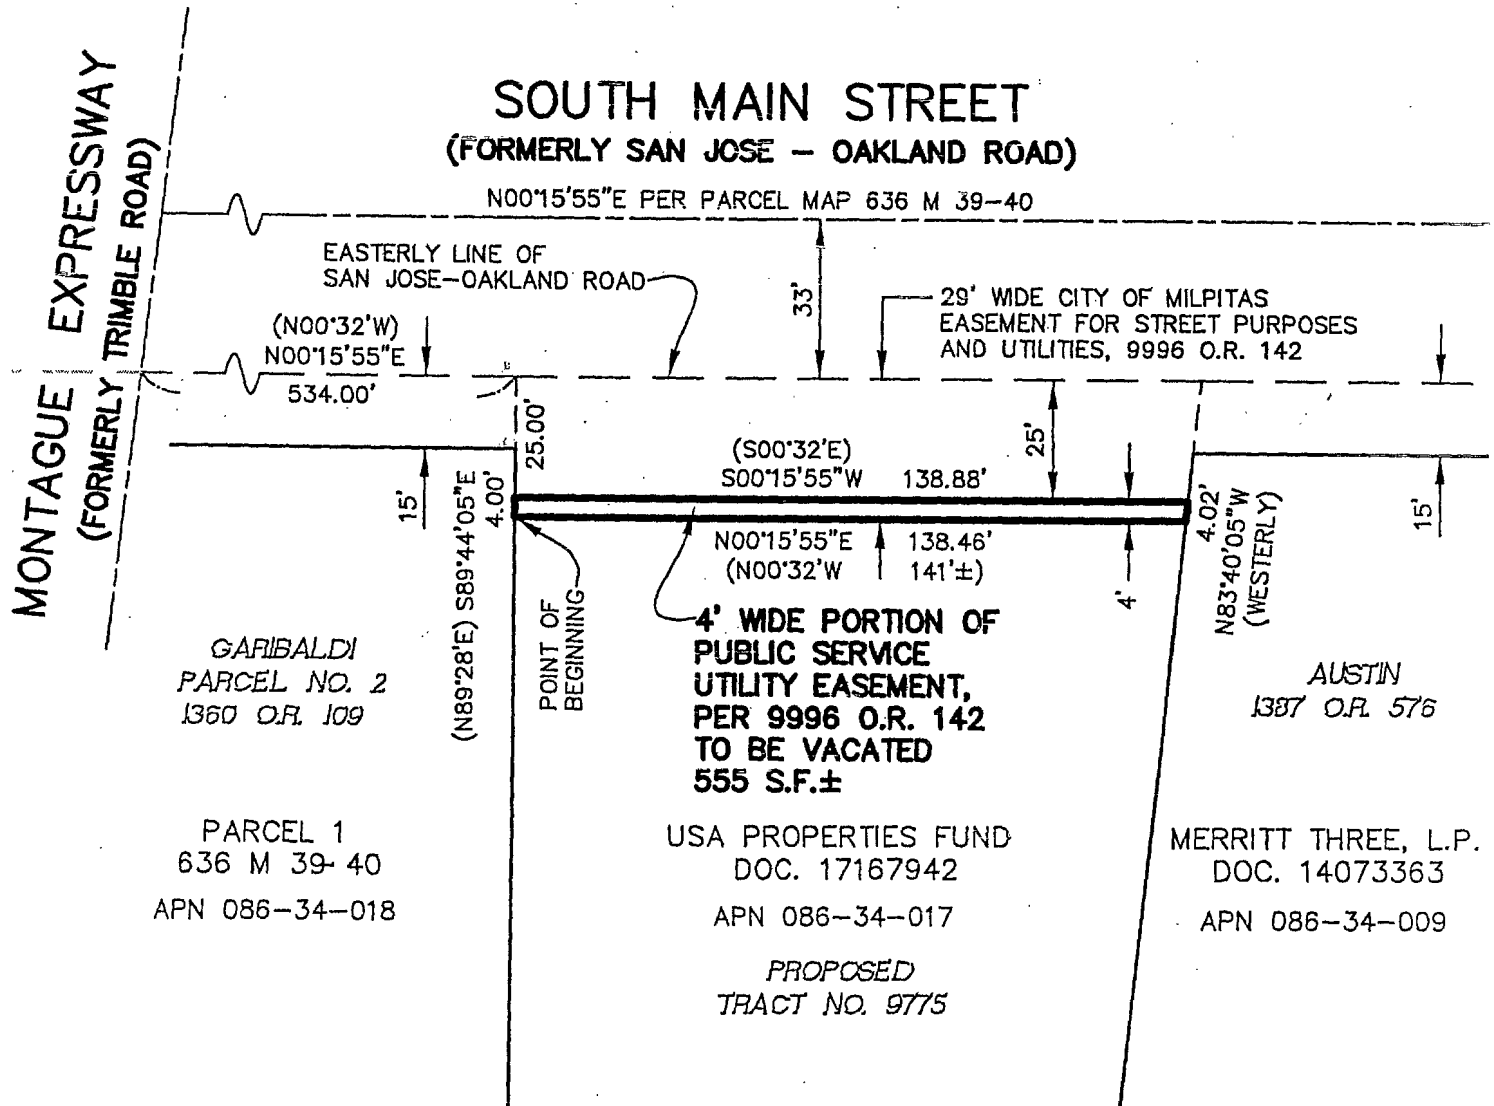 SOUTH MAIN STREET
(FORMERLY SAN JOSE – OAKLAND ROAD)
N00°15'55"E PER PARCEL MAP 636 M 39-40
MONTAGUE EXPRESSWAY
(FORMERLY TRIMBLE ROAD)
EASTERLY LINE OF
SAN JOSE-OAKLAND ROAD
33'
29' WIDE CITY OF MILPITAS
EASEMENT FOR STREET PURPOSES
AND UTILITIES, 9996 O.R. 142
(N00°32'W)
N00°15'55"E
534.00'
25.00'
25'
15'
15'
(S00°32'E)
S00°15'55"W 138.88'
(N89°28'E) S89°44'05"E
4.00'
N00°15'55"E 138.46'
(N00°32'W 141'±)
4'
4.02'
N83°40'05"W
(WESTERLY)
POINT OF
BEGINNING
4' WIDE PORTION OF
PUBLIC SERVICE
UTILITY EASEMENT,
PER 9996 O.R. 142
TO BE VACATED
555 S.F.±
GARIBALDI
PARCEL NO. 2
1360 O.R. 109
AUSTIN
1387 O.R. 576
PARCEL 1
636 M 39-40
APN 086-34-018
USA PROPERTIES FUND
DOC. 17167942
APN 086-34-017
PROPOSED
TRACT NO. 9775
MERRITT THREE, L.P.
DOC. 14073363
APN 086-34-009